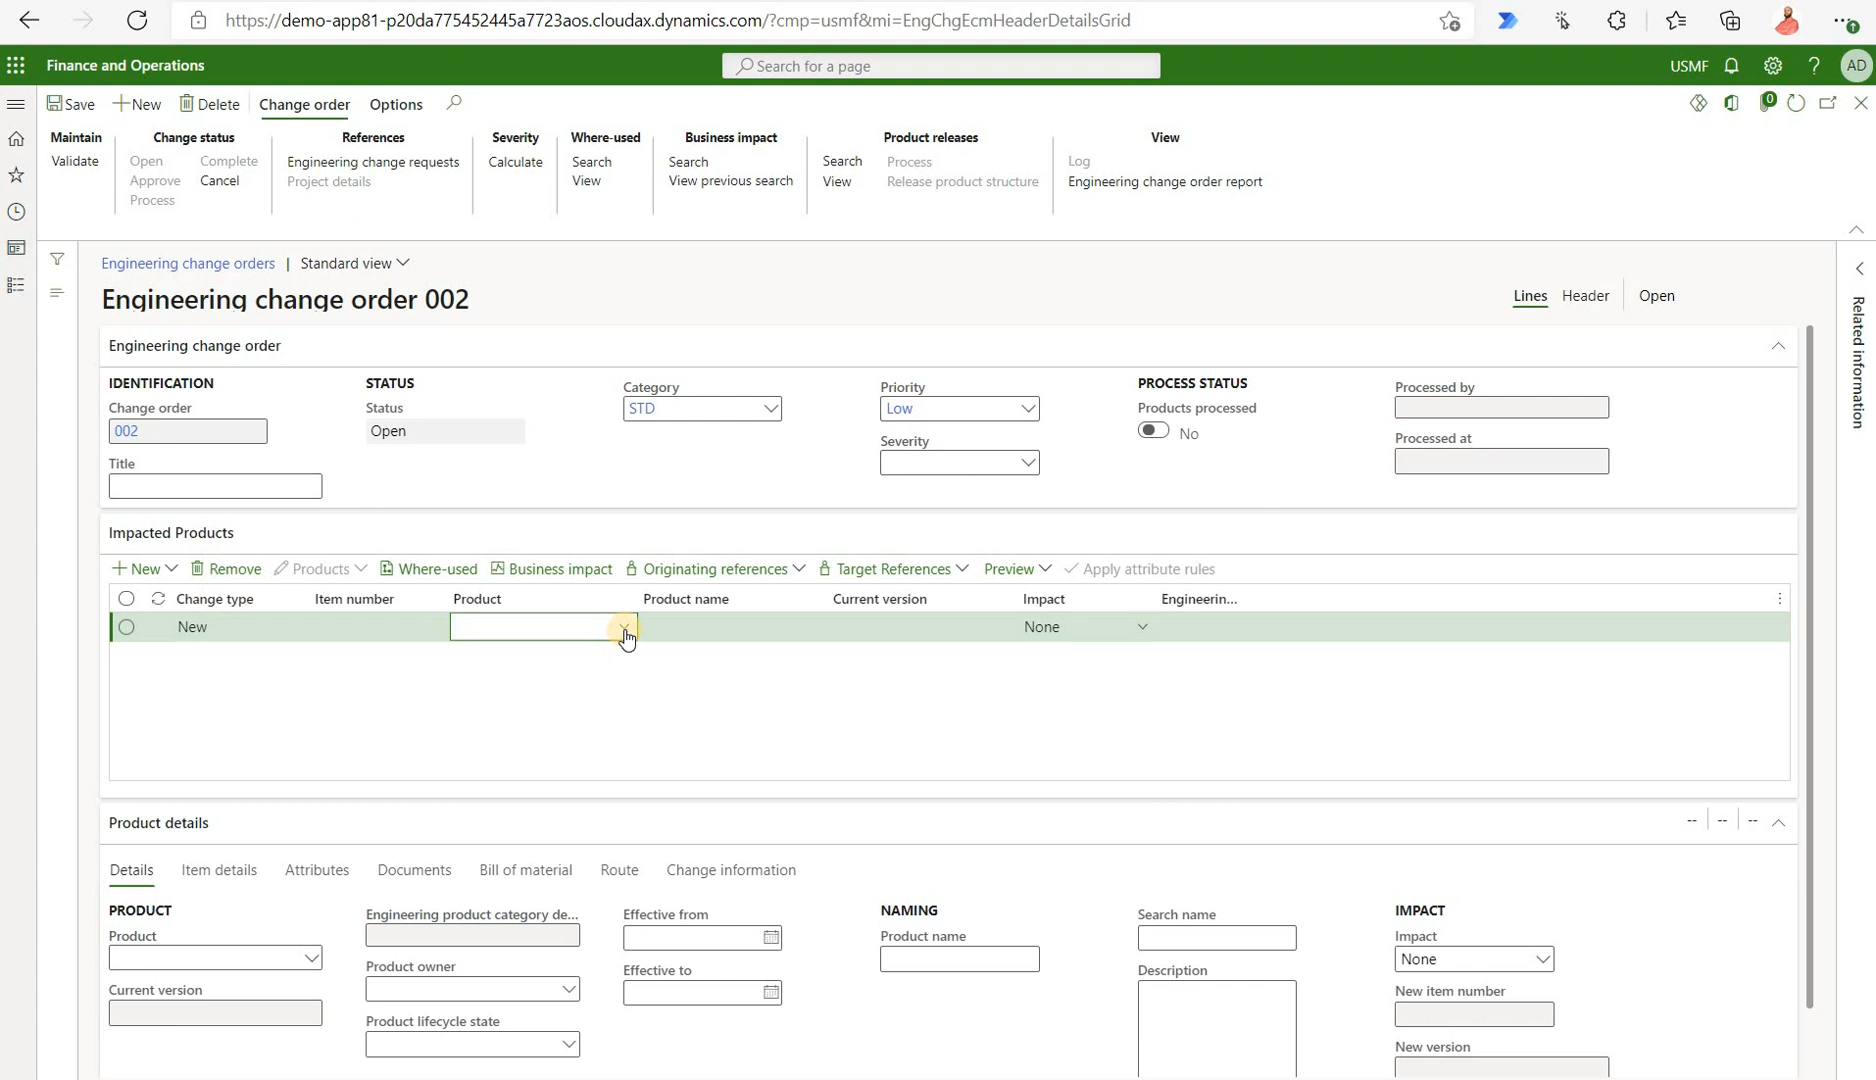 https://demo-app81-p20da775452445a7723aos.cloudax.dynamics.com/?cmp=usmf&mi=EngChgEcmHeaderDetailsGrid
Finance and Operations
Search for a page
USMF
AD
Save New Delete Change order Options
0
Maintain Change status References Severity Where-used Business impact Product releases View
Validate Open Complete Engineering change requests Calculate Search Search Search Process Log
Approve Cancel Project details View View previous search View Release product structure Engineering change order report
Process
Engineering change orders | Standard view
Engineering change order 002
Lines Header Open
Related information
Engineering change order
IDENTIFICATION STATUS Category Priority PROCESS STATUS Processed by
Change order Status STD Low Products processed
002 Open No
Severity Processed at
Title
Impacted Products
New Remove Products Where-used Business impact Originating references Target References Preview Apply attribute rules
Change type Item number Product Product name Current version Impact Engineerin...
New None
Product details
-- | -- | --
Details Item details Attributes Documents Bill of material Route Change information
PRODUCT Engineering product category de... Effective from NAMING Search name IMPACT
Product Product name Impact
None
Product owner Effective to Description
Current version New item number
Product lifecycle state
New version